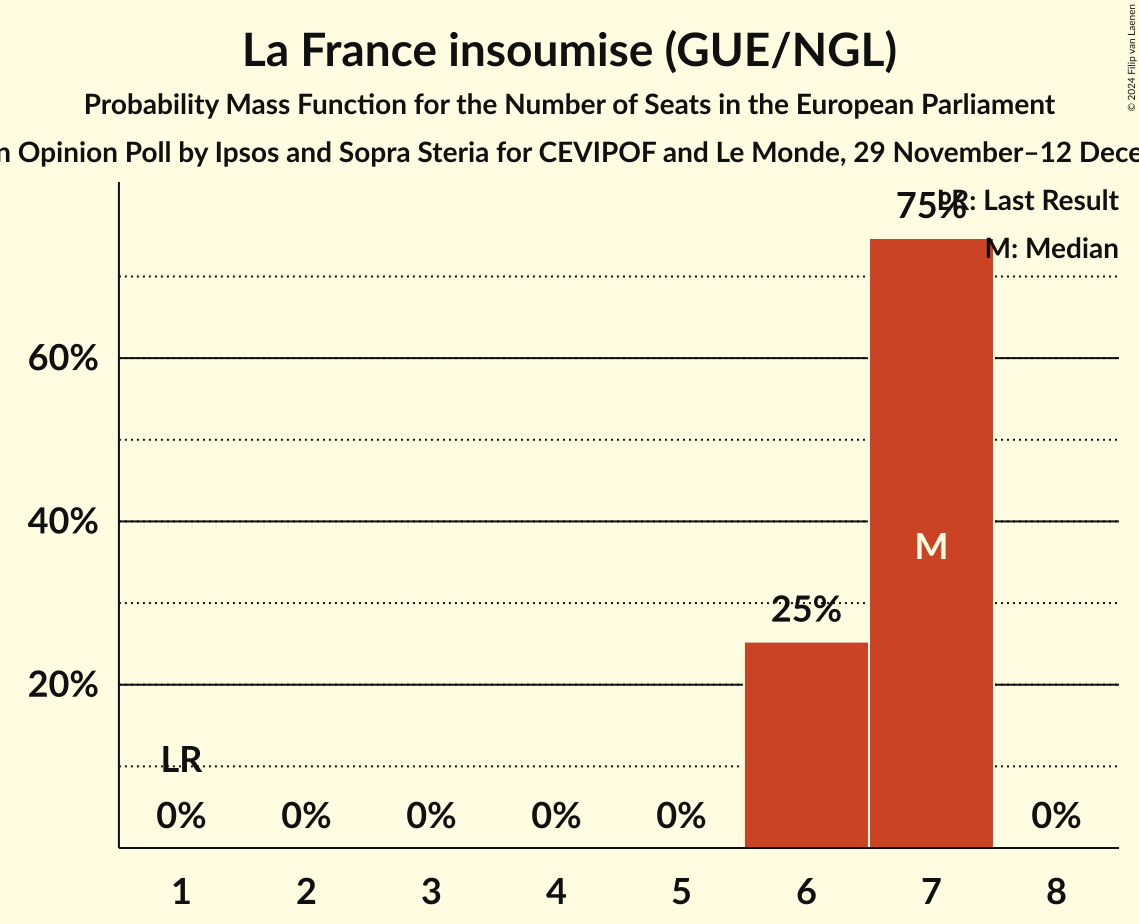 La France insoumise (GUE/NGL)
Probability Mass Function for the Number of Seats in the European Parliament
Opinion Poll by Ipsos and Sopra Steria for CEVIPOF and Le Monde, 29 November–12
© 2024 Filip van Laenen
75%
LR: Last Result
M: Median
60%
40%
M
25%
20%
LR
0% 0% 0% 0% 0% 0%
1 2 3 4 5 6 7 8